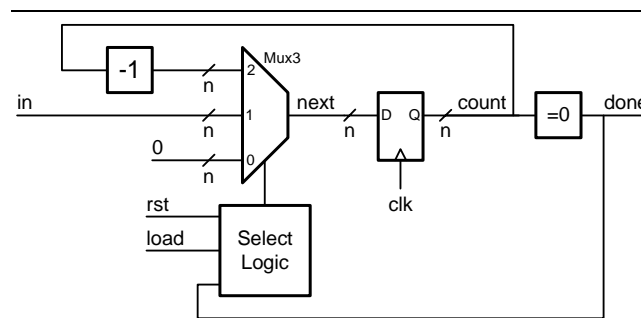 Mux3
-1
n
2
in
n
1
next
n
D
Q
count
n
=0
done
0
n
0
clk
rst
load
Select
Logic